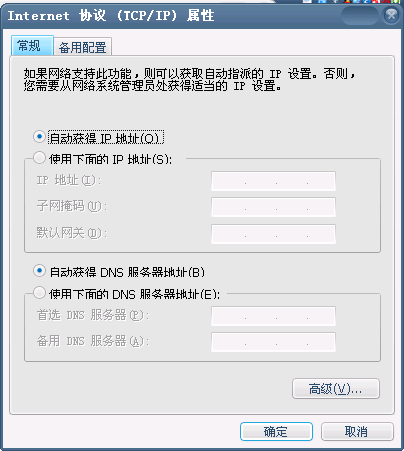 Internet 协议 (TCP/IP) 属性
常规
备用配置
如果网络支持此功能，则可以获取自动指派的 IP 设置。否则，
您需要从网络系统管理员处获得适当的 IP 设置。
自动获得 IP 地址(O)
使用下面的 IP 地址(S):
IP 地址(I):
子网掩码(U):
默认网关(D):
自动获得 DNS 服务器地址(B)
使用下面的 DNS 服务器地址(E):
首选 DNS 服务器(P):
备用 DNS 服务器(A):
高级(V)...
确定
取消